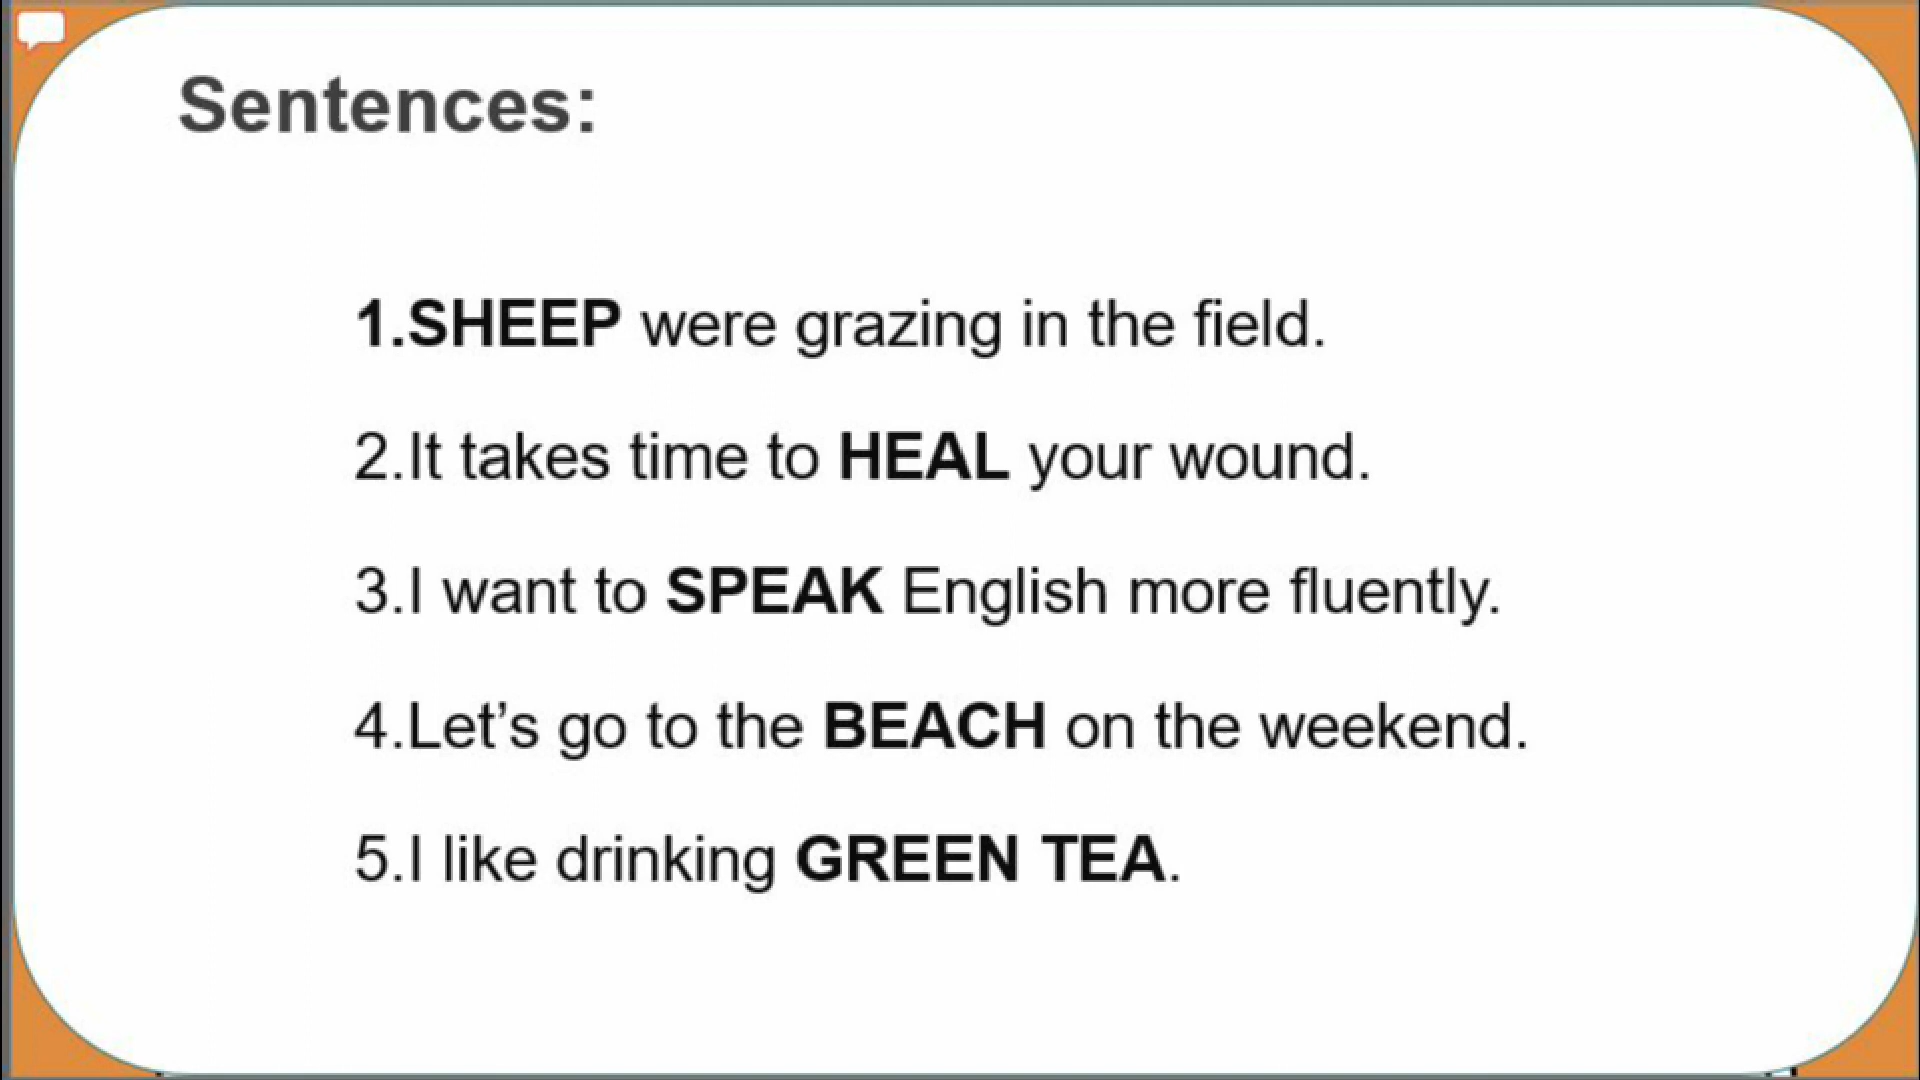 Sentences:
1.SHEEP were grazing in the field.
2.It takes time to HEAL your wound.
3.I want to SPEAK English more fluently.
4.Let’s go to the BEACH on the weekend.
5.I like drinking GREEN TEA.